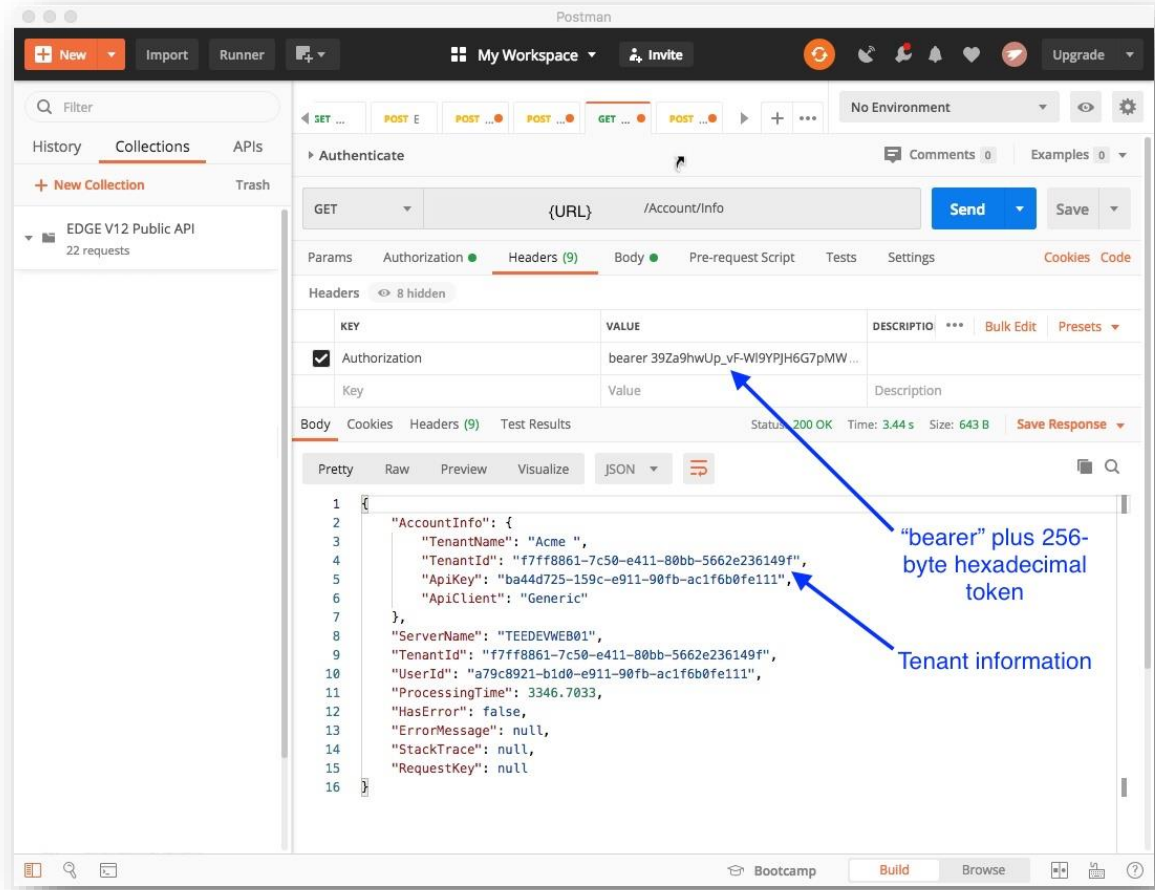 Postman
New Import Runner My Workspace Invite Upgrade
Filter
History Collections APIs
+ New Collection Trash
EDGE V12 Public API
22 requests
GET ... POST E POST ... POST ... GET ... POST ... + ••• No Environment
Authenticate Comments 0 Examples 0
GET {URL} /Account/Info Send Save
Params Authorization Headers (9) Body Pre-request Script Tests Settings Cookies Code
Headers 8 hidden
KEY VALUE DESCRIPTIO ••• Bulk Edit Presets
Authorization bearer 39Za9hwUp_vF-Wl9YPJH6G7pMW...
Key Value Description
Body Cookies Headers (9) Test Results Status: 200 OK Time: 3.44 s Size: 643 B Save Response
Pretty Raw Preview Visualize JSON
1 {
2 "AccountInfo": {
3 "TenantName": "Acme ",
4 "TenantId": "f7ff8861-7c50-e411-80bb-5662e236149f",
5 "ApiKey": "ba44d725-159c-e911-90fb-ac1f6b0fe111",
6 "ApiClient": "Generic"
7 },
8 "ServerName": "TEEDEVWEB01",
9 "TenantId": "f7ff8861-7c50-e411-80bb-5662e236149f",
10 "UserId": "a79c8921-b1d0-e911-90fb-ac1f6b0fe111",
11 "ProcessingTime": 3346.7033,
12 "HasError": false,
13 "ErrorMessage": null,
14 "StackTrace": null,
15 "RequestKey": null
16 }
“bearer” plus 256-
byte hexadecimal
token
Tenant information
Bootcamp Build Browse